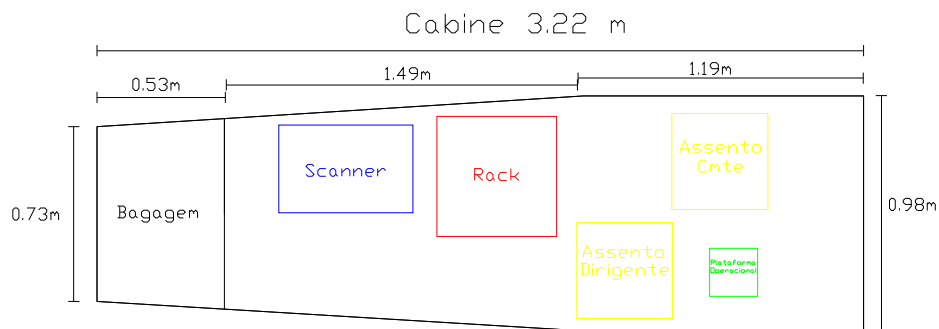 Cabine 3.22 m
0.53m
1.49m
1.19m
Scanner
Rack
Assento
Cmte
Bagagem
0.73m
0.98m
Assento
Dirigente
Plataforma
Operacional